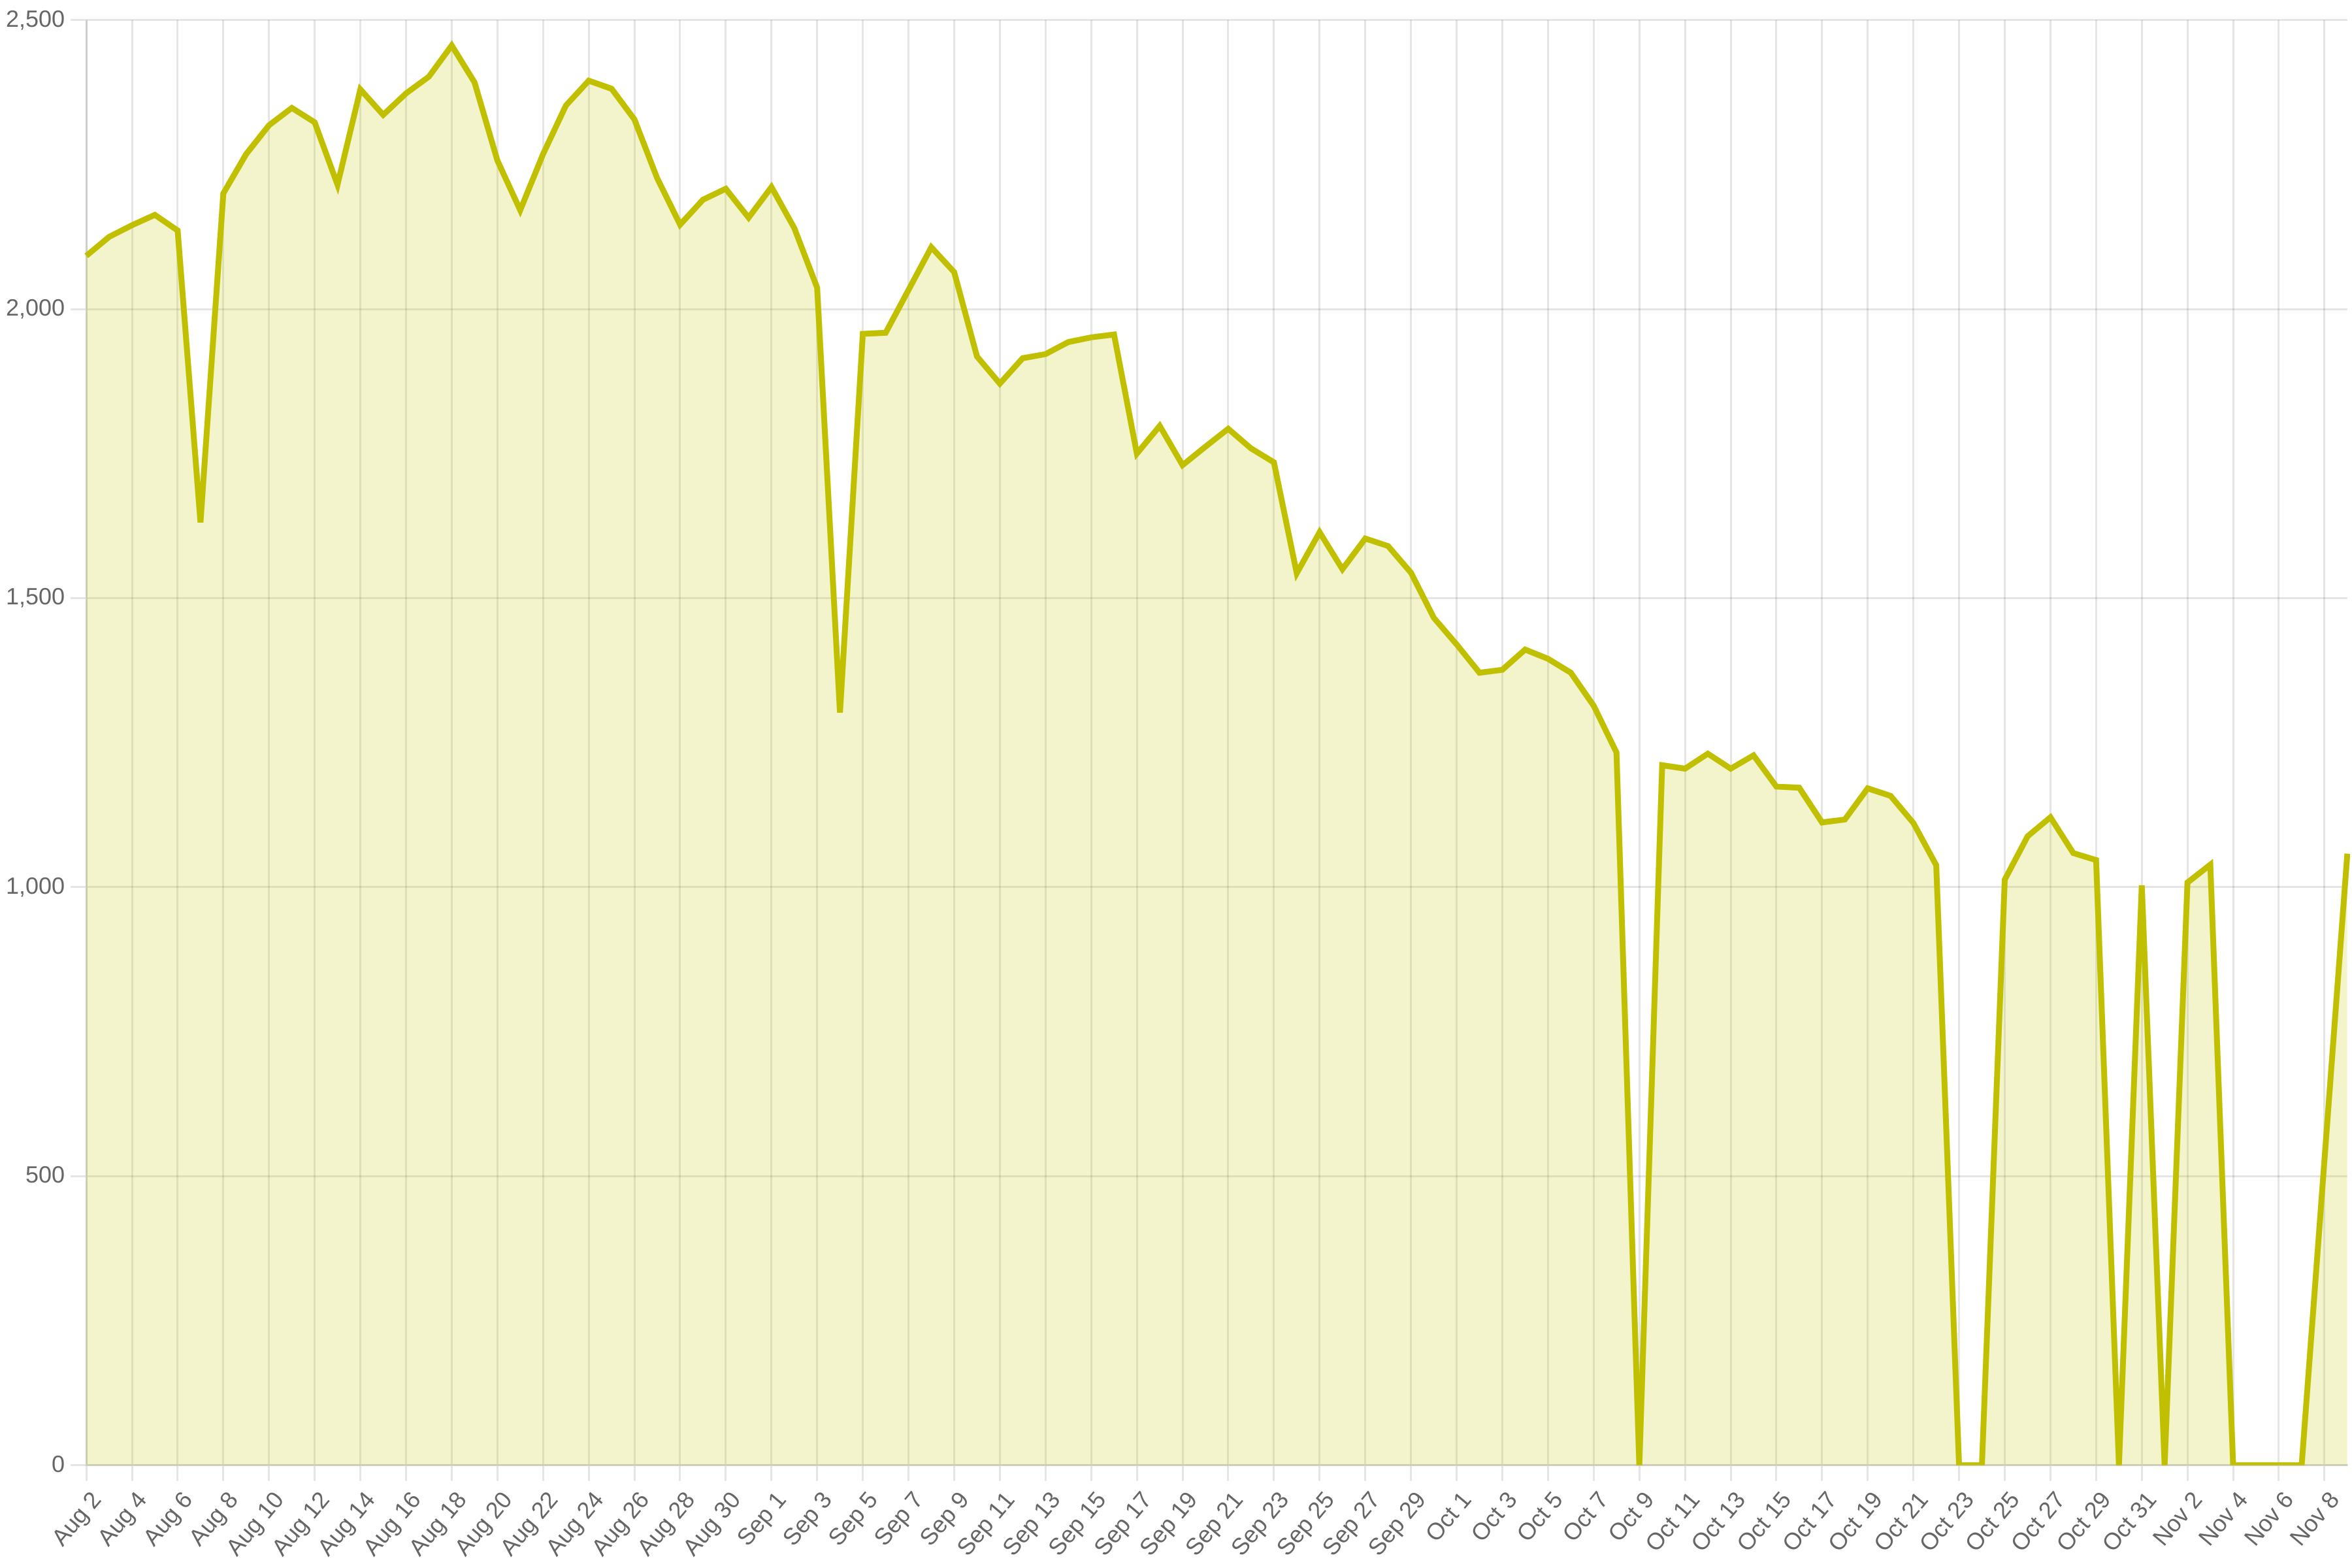 2,500
2,000
1,500
1,000
500
0
Aug 2
Aug 4
Aug 6
Aug 8
Aug 10
Aug 12
Aug 14
Aug 16
Aug 18
Aug 20
Aug 22
Aug 24
Aug 26
Aug 28
Aug 30
Sep 1
Sep 3
Sep 5
Sep 7
Sep 9
Sep 11
Sep 13
Sep 15
Sep 17
Sep 19
Sep 21
Sep 23
Sep 25
Sep 27
Sep 29
Oct 1
Oct 3
Oct 5
Oct 7
Oct 9
Oct 11
Oct 13
Oct 15
Oct 17
Oct 19
Oct 21
Oct 23
Oct 25
Oct 27
Oct 29
Oct 31
Nov 2
Nov 4
Nov 6
Nov 8